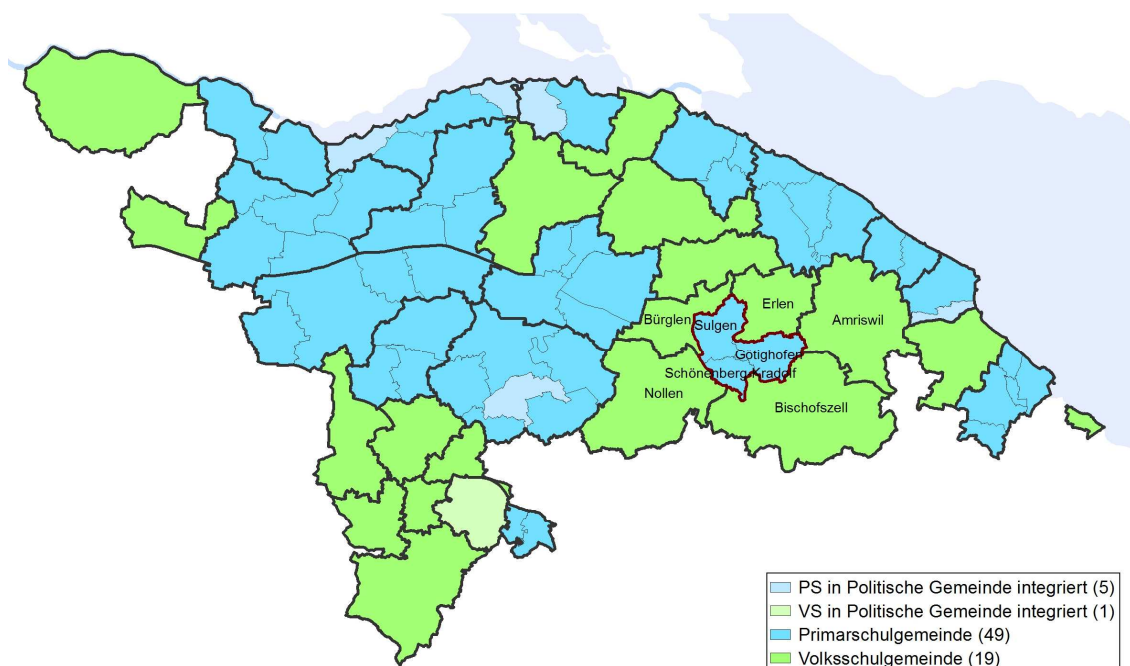 Erlen
Bürglen
Sulgen
Amriswil
Götighofen
Schönenberg-Kradolf
Nollen
Bischofszell
PS in Politische Gemeinde integriert (5)
VS in Politische Gemeinde integriert (1)
Primarschulgemeinde (49)
Volksschulgemeinde (19)